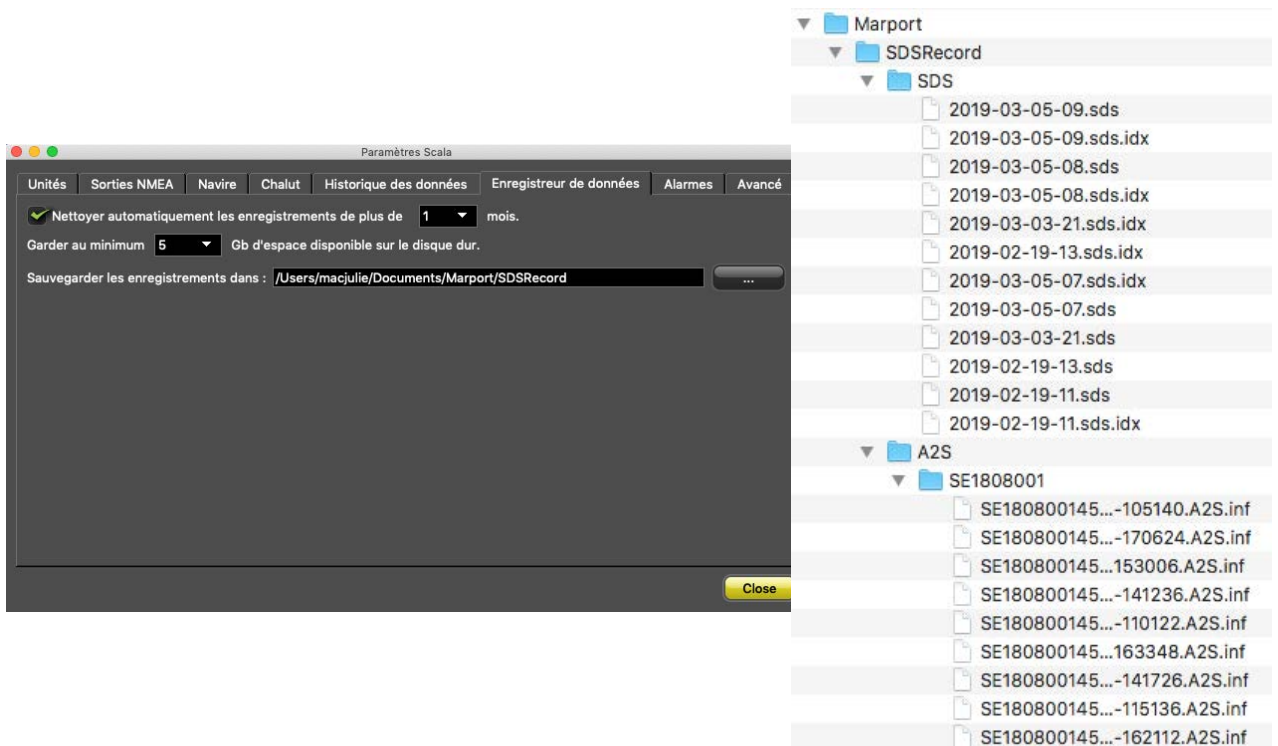 Paramètres Scala
Unités Sorties NMEA Navire Chalut Historique des données Enregistreur de données Alarmes Avancé
Nettoyer automatiquement les enregistrements de plus de 1 mois.
Garder au minimum 5 Gb d'espace disponible sur le disque dur.
Sauvegarder les enregistrements dans : /Users/macjulie/Documents/Marport/SDSRecord ...
Close
Marport
SDSRecord
SDS
2019-03-05-09.sds
2019-03-05-09.sds.idx
2019-03-05-08.sds
2019-03-05-08.sds.idx
2019-03-03-21.sds.idx
2019-02-19-13.sds.idx
2019-03-05-07.sds.idx
2019-03-05-07.sds
2019-03-03-21.sds
2019-02-19-13.sds
2019-02-19-11.sds
2019-02-19-11.sds.idx
A2S
SE1808001
SE180800145...-105140.A2S.inf
SE180800145...-170624.A2S.inf
SE180800145...153006.A2S.inf
SE180800145...-141236.A2S.inf
SE180800145...-110122.A2S.inf
SE180800145...163348.A2S.inf
SE180800145...-141726.A2S.inf
SE180800145...-115136.A2S.inf
SE180800145...-162112.A2S.inf